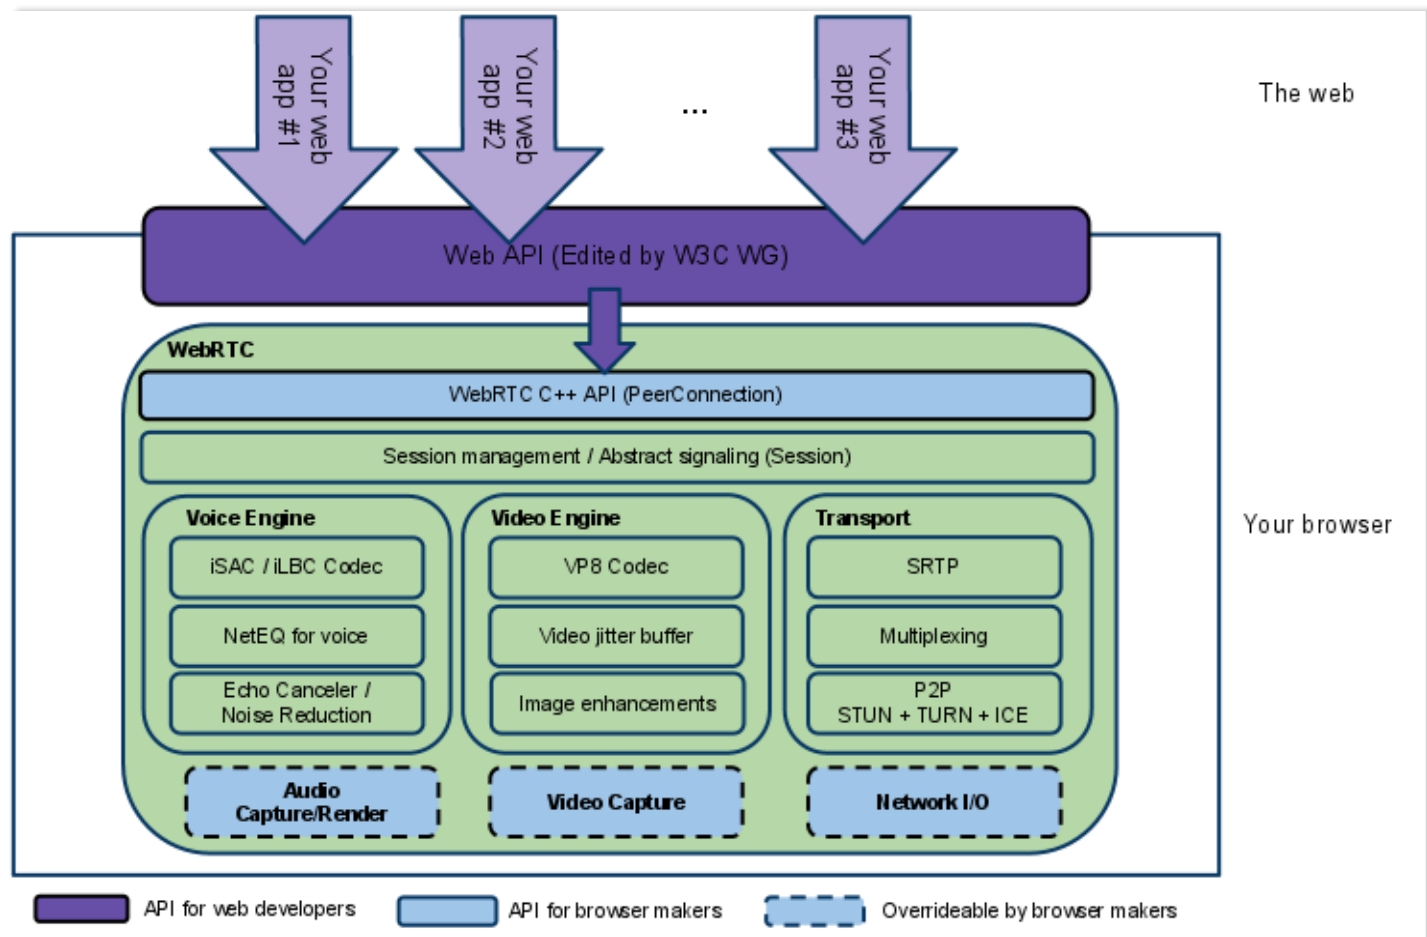 Your web
app #1
Your web
app #2
...
Your web
app #3
The web
Web API (Edited by W3C WG)
WebRTC
WebRTC C++ API (PeerConnection)
Session management / Abstract signaling (Session)
Voice Engine
iSAC / iLBC Codec
NetEQ for voice
Echo Canceler /
Noise Reduction
Video Engine
VP8 Codec
Video jitter buffer
Image enhancements
Transport
SRTP
Multiplexing
P2P
STUN + TURN + ICE
Your browser
Audio
Capture/Render
Video Capture
Network I/O
API for web developers
API for browser makers
Overrideable by browser makers